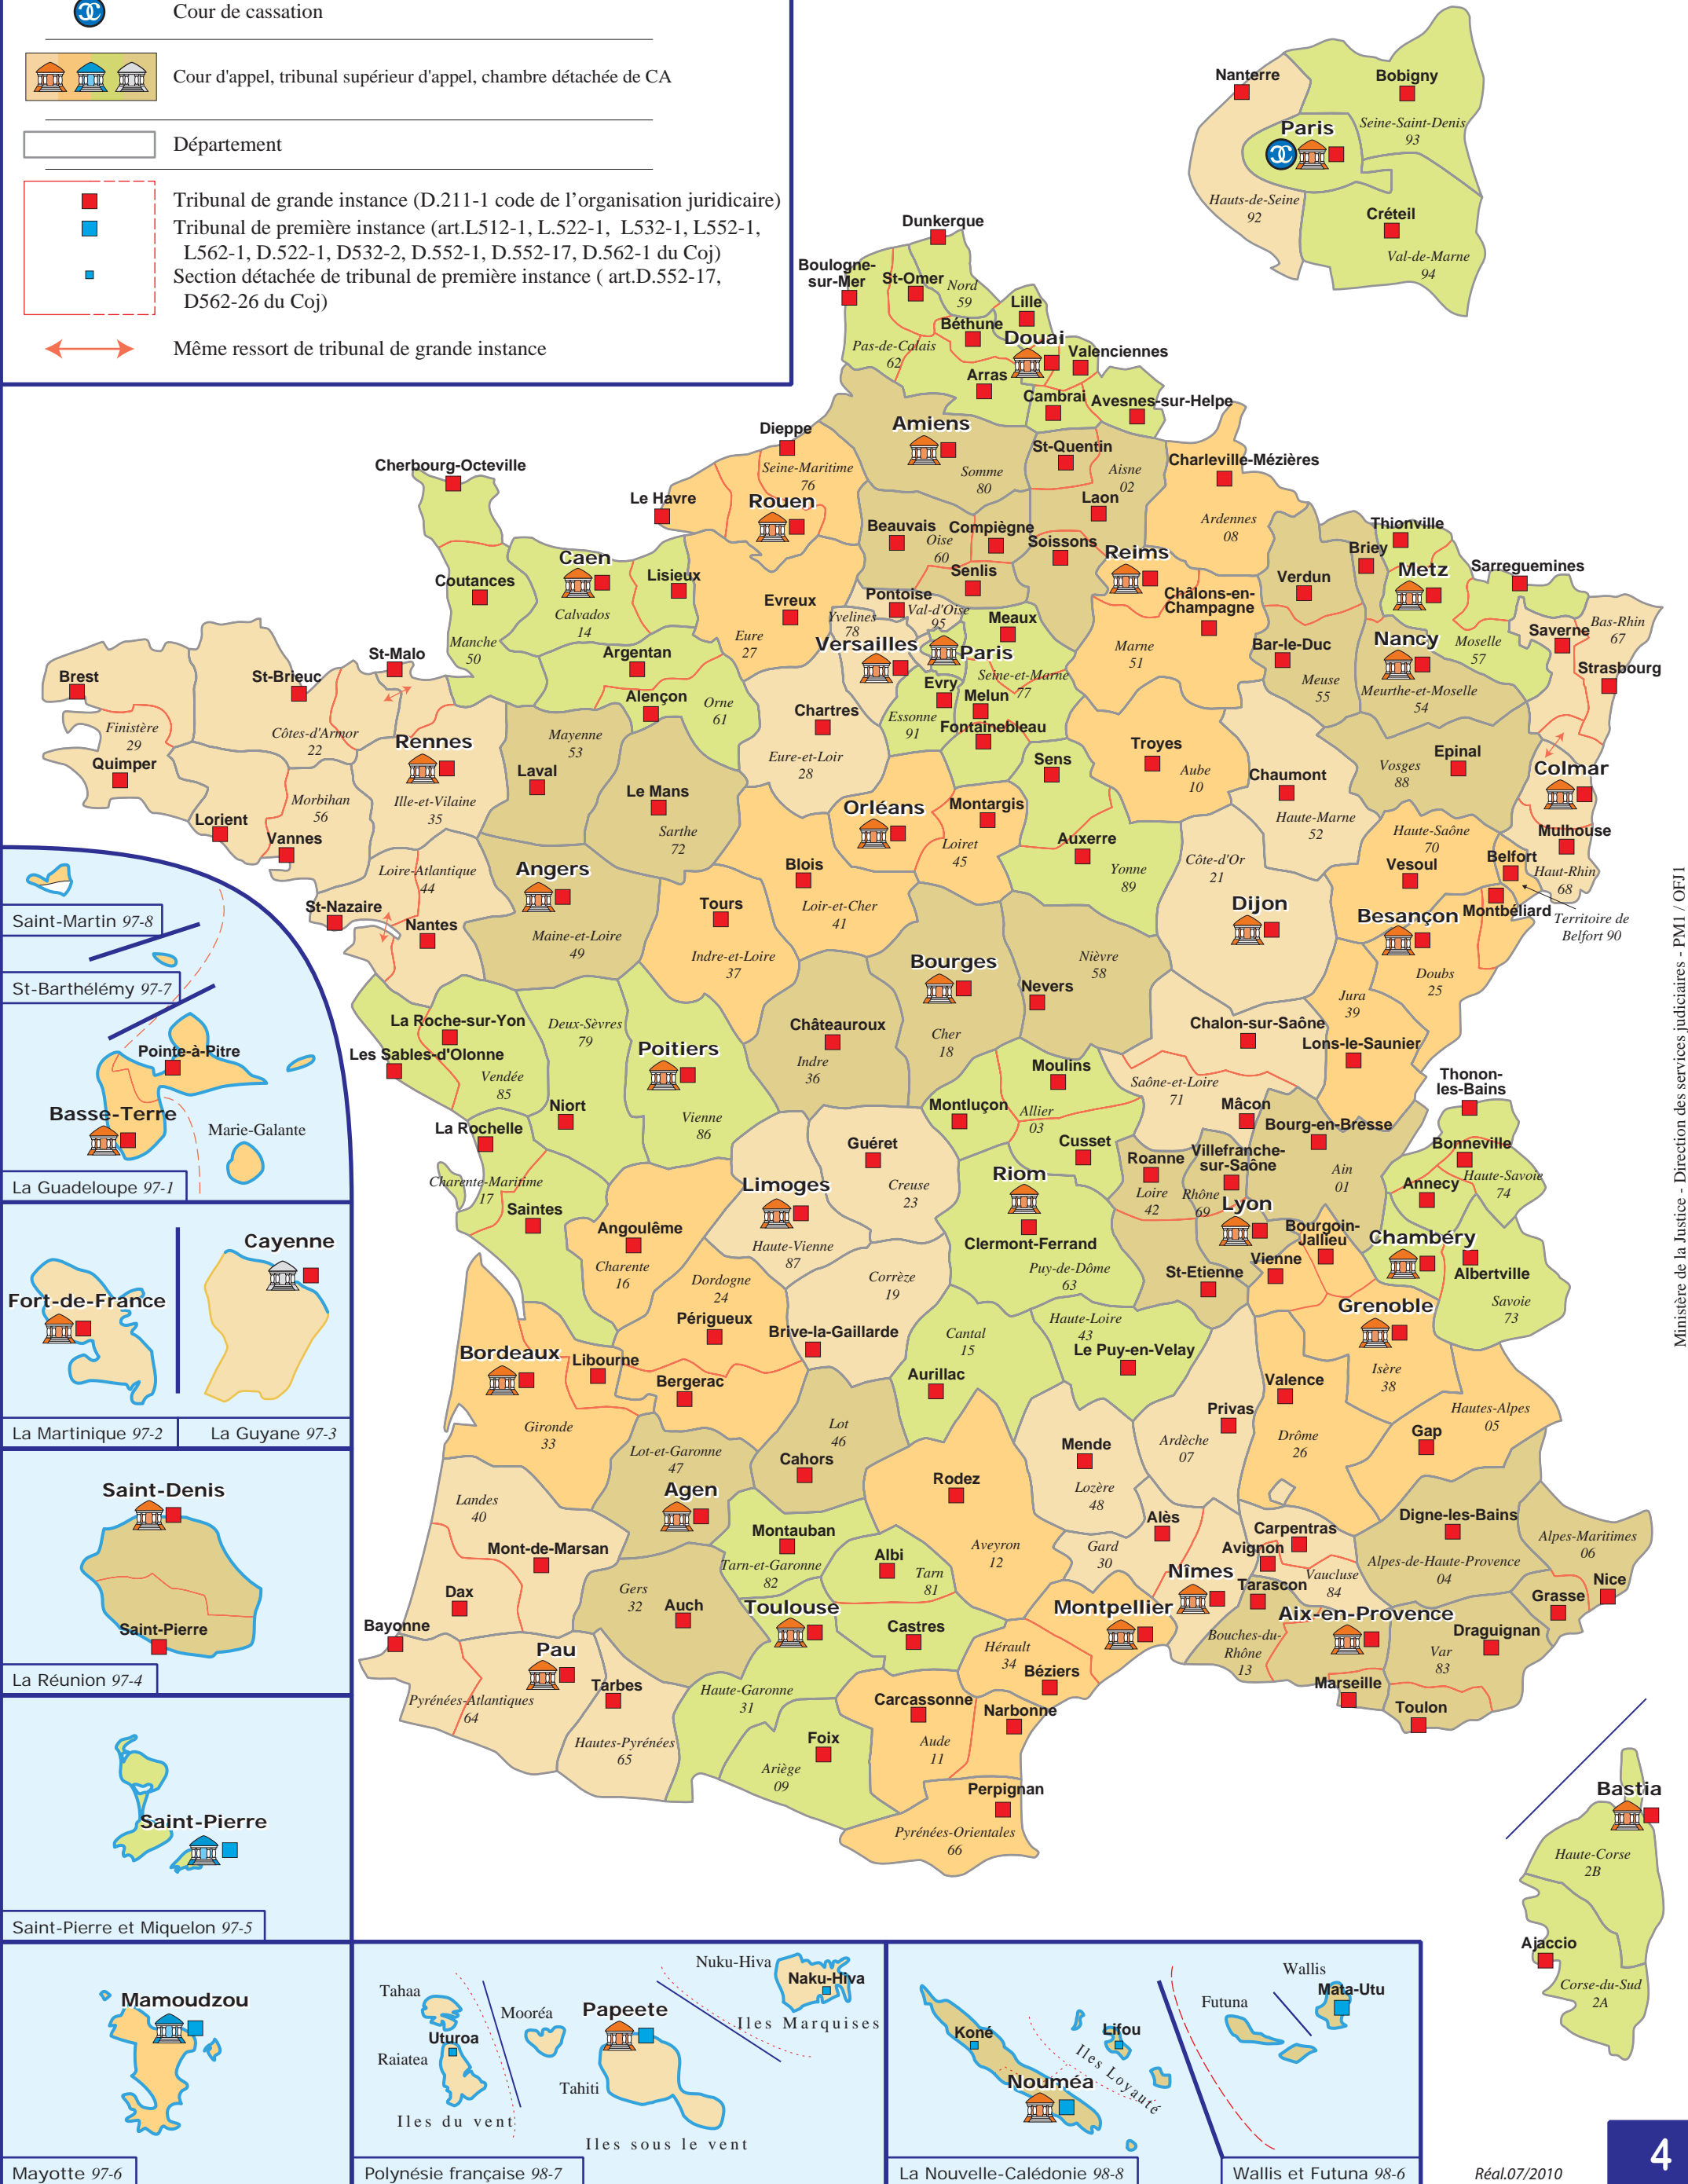 Cour de cassation
Cour d'appel, tribunal supérieur d'appel, chambre détachée de CA
Département
Tribunal de grande instance (D.211-1 code de l'organisation juridicaire)
Tribunal de première instance (art.L512-1, L.522-1, L532-1, L552-1,
L562-1, D.522-1, D532-2, D.552-1, D.552-17, D.562-1 du Coj)
Section détachée de tribunal de première instance ( art.D.552-17,
D562-26 du Coj)
Même ressort de tribunal de grande instance
Nanterre
Bobigny
Paris
Seine-Saint-Denis
93
Hauts-de-Seine
92
Créteil
Val-de-Marne
94
Dunkerque
Boulogne-
sur-Mer
St-Omer
Nord
59
Lille
Béthune
Douai
Pas-de-Calais
62
Valenciennes
Arras
Cambrai
Avesnes-sur-Helpe
Amiens
Dieppe
St-Quentin
Somme
80
Aisne
02
Charleville-Mézières
Cherbourg-Octeville
Seine-Maritime
76
Le Havre
Rouen
Laon
Beauvais
Oise
60
Compiègne
Soissons
Ardennes
08
Thionville
Caen
Reims
Briey
Metz
Sarreguemines
Coutances
Lisieux
Senlis
Verdun
Châlons-en-
Champagne
Evreux
Pontoise
Val-d'Oise
95
Calvados
14
Yvelines
78
Meaux
Bas-Rhin
67
Saverne
Manche
50
Eure
27
Versailles
Paris
Marne
51
Bar-le-Duc
Nancy
Moselle
57
St-Malo
Argentan
Strasbourg
Brest
St-Brieuc
Seine-et-Marne
77
Evry
Melun
Meuse
55
Meurthe-et-Moselle
54
Alençon
Orne
61
Chartres
Essonne
91
Fontainebleau
Finistère
29
Côtes-d'Armor
22
Rennes
Mayenne
53
Troyes
Aube
10
Epinal
Vosges
88
Quimper
Eure-et-Loir
28
Sens
Chaumont
Colmar
Laval
Le Mans
Morbihan
56
Ille-et-Vilaine
35
Orléans
Montargis
Haute-Marne
52
Lorient
Sarthe
72
Mulhouse
Vannes
Loiret
45
Auxerre
Haute-Saône
70
Vesoul
Belfort
Haut-Rhin
68
Loire-Atlantique
44
Angers
Blois
Yonne
89
Côte-d'Or
21
St-Nazaire
Tours
Loir-et-Cher
41
Dijon
Besançon
Montbéliard
Territoire de
Belfort 90
Nantes
Maine-et-Loire
49
Indre-et-Loire
37
Bourges
Nièvre
58
Nevers
Doubs
25
Jura
39
La Roche-sur-Yon
Deux-Sèvres
79
Châteauroux
Cher
18
Chalon-sur-Saône
Les Sables-d'Olonne
Poitiers
Indre
36
Lons-le-Saunier
Vendée
85
Moulins
Saône-et-Loire
71
Thonon-
les-Bains
Niort
Vienne
86
Montluçon
Allier
03
Mâcon
La Rochelle
Guéret
Cusset
Bourg-en-Bresse
Bonneville
Roanne
Villefranche-
sur-Saône
Charente-Maritime
17
Limoges
Creuse
23
Riom
Loire
42
Rhône
69
Ain
01
Haute-Savoie
74
Annecy
Saintes
Angoulême
Lyon
Clermont-Ferrand
Bourgoin-
Jallieu
Chambéry
Charente
16
Haute-Vienne
87
Puy-de-Dôme
63
St-Etienne
Vienne
Albertville
Dordogne
24
Corrèze
19
Savoie
73
Périgueux
Brive-la-Gaillarde
Cantal
15
Haute-Loire
43
Grenoble
Bordeaux
Libourne
Le Puy-en-Velay
Isère
38
Bergerac
Aurillac
Valence
Gironde
33
Lot
46
Privas
Hautes-Alpes
05
Lot-et-Garonne
47
Mende
Ardèche
07
Drôme
26
Gap
Cahors
Agen
Rodez
Lozère
48
Landes
40
Montauban
Alès
Carpentras
Digne-les-Bains
Alpes-Maritimes
06
Mont-de-Marsan
Albi
Aveyron
12
Gard
30
Avignon
Tarn-et-Garonne
82
Tarn
81
Nîmes
Vaucluse
84
Alpes-de-Haute-Provence
04
Dax
Gers
32
Auch
Toulouse
Montpellier
Tarascon
Grasse
Nice
Bayonne
Castres
Aix-en-Provence
Draguignan
Pau
Hérault
34
Bouches-du-
Rhône
13
Var
83
Béziers
Tarbes
Haute-Garonne
31
Carcassonne
Narbonne
Marseille
Toulon
Pyrénées-Atlantiques
64
Hautes-Pyrénées
65
Foix
Aude
11
Ariège
09
Perpignan
Pyrénées-Orientales
66
Bastia
Haute-Corse
2B
Ajaccio
Corse-du-Sud
2A
Saint-Martin 97-8
St-Barthélémy 97-7
Pointe-à-Pitre
Basse-Terre
Marie-Galante
La Guadeloupe 97-1
Cayenne
Fort-de-France
La Martinique 97-2
La Guyane 97-3
Saint-Denis
Saint-Pierre
La Réunion 97-4
Saint-Pierre
Saint-Pierre et Miquelon 97-5
Mamoudzou
Mayotte 97-6
Tahaa
Uturoa
Raiatea
Iles du vent
Mooréa
Papeete
Tahiti
Iles sous le vent
Nuku-Hiva
Naku-Hiva
Iles Marquises
Polynésie française 98-7
Koné
Lifou
Iles Loyauté
Nouméa
La Nouvelle-Calédonie 98-8
Wallis
Mata-Utu
Futuna
Wallis et Futuna 98-6
Ministère de la Justice - Direction des services judiciaires - PM1 / OFJ1
Réal.07/2010
4